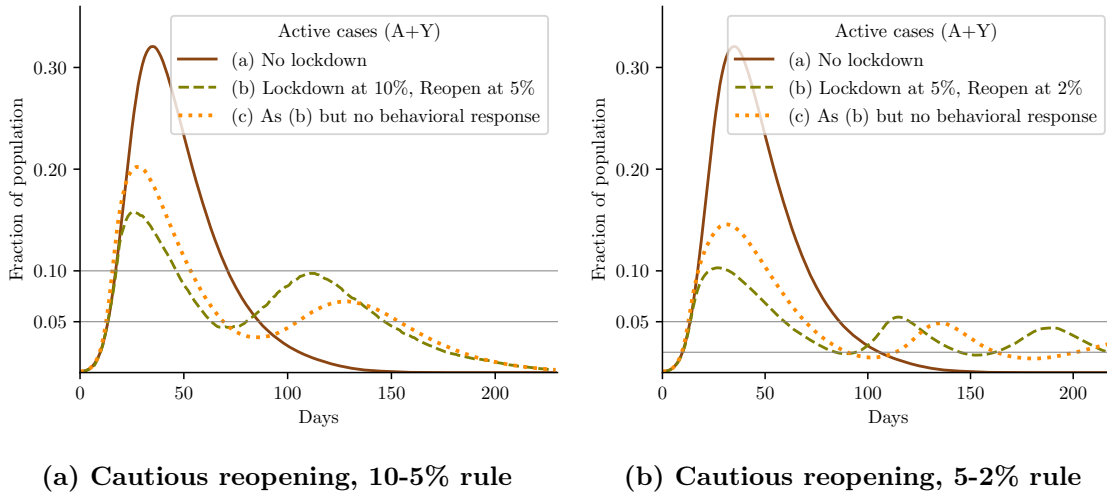 Active cases (A+Y)
(a) No lockdown
(b) Lockdown at 10%, Reopen at 5%
(c) As (b) but no behavioral response
Fraction of population
0.30
0.20
0.10
0.05
0
50
100
150
200
Days
(a) Cautious reopening, 10-5% rule
Active cases (A+Y)
(a) No lockdown
(b) Lockdown at 5%, Reopen at 2%
(c) As (b) but no behavioral response
Fraction of population
0.30
0.20
0.10
0.05
0
50
100
150
200
Days
(b) Cautious reopening, 5-2% rule